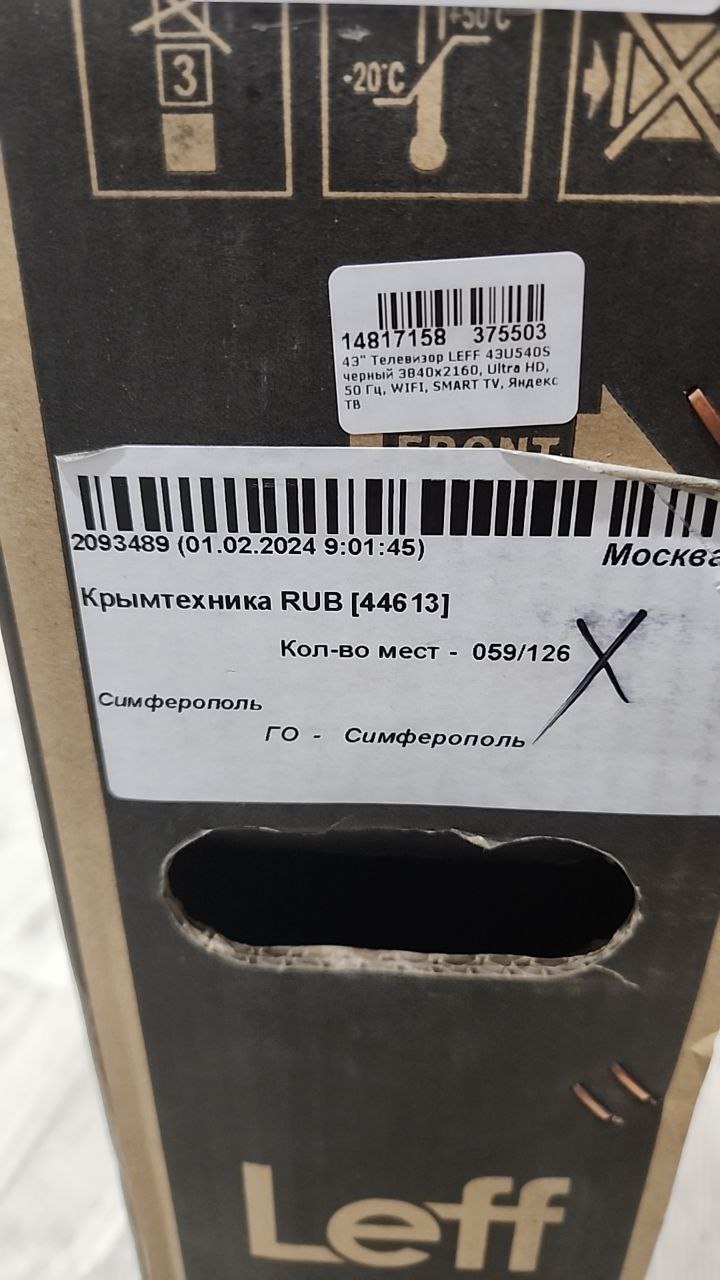 +50°C
3
-20°C
14817158 375503
43" Телевизор LEFF 43U540S
черный 3840x2160, Ultra HD,
50 Гц, WIFI, SMART TV, Яндекс
ТВ
FRONT
2093489 (01.02.2024 9:01:45)
Москва
Крымтехника RUB [44613]
Кол-во мест - 059/126
Симферополь
ГО - Симферополь
Leff